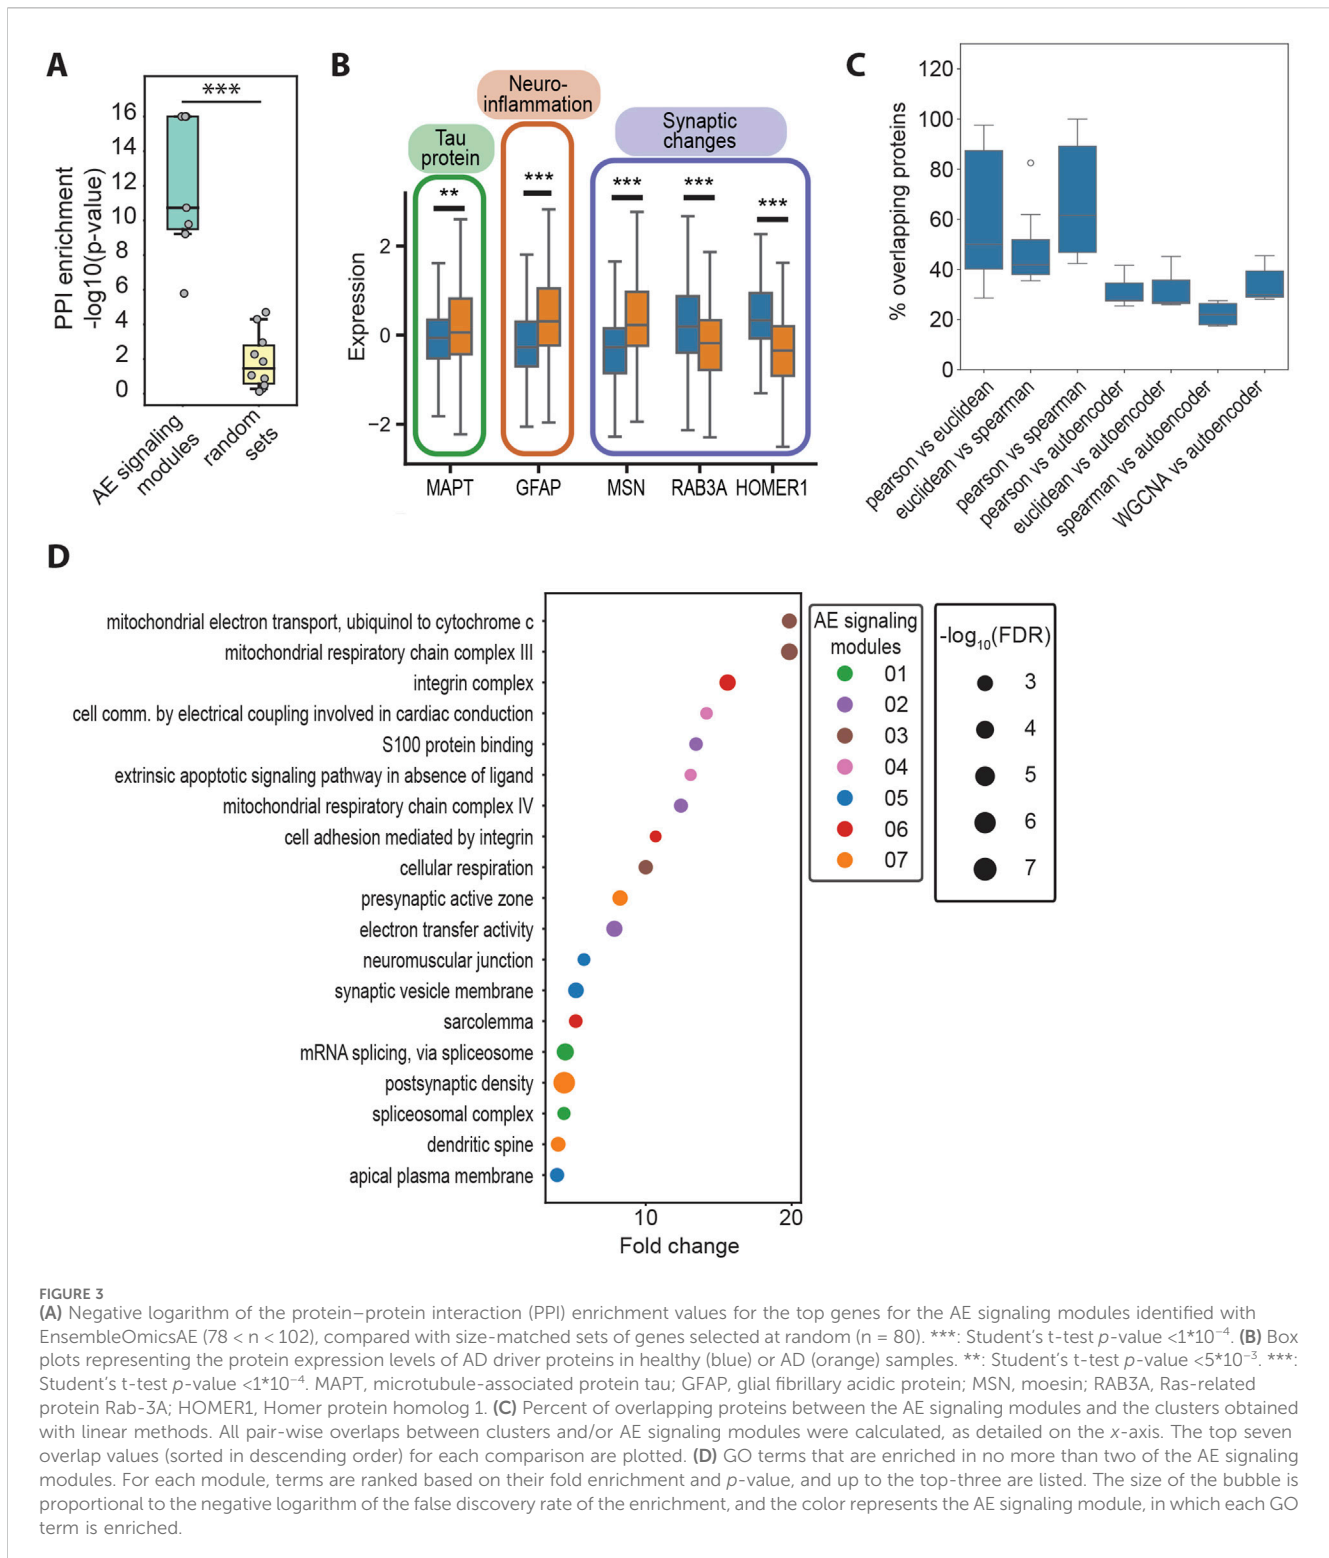 A
PPI enrichment
-log10(p-value)
16
14
12
10
8
6
4
2
0
***
AE signaling
modules
random
sets
B
Tau
protein
Neuro-
inflammation
Synaptic
changes
**
***
***
***
***
Expression
2
0
−2
MAPT
GFAP
MSN
RAB3A
HOMER1
C
% overlapping proteins
120
100
80
60
40
20
0
pearson vs euclidean
euclidean vs spearman
pearson vs spearman
pearson vs autoencoder
euclidean vs autoencoder
spearman vs autoencoder
WGCNA vs autoencoder
D
mitochondrial electron transport, ubiquinol to cytochrome c
mitochondrial respiratory chain complex III
integrin complex
cell comm. by electrical coupling involved in cardiac conduction
S100 protein binding
extrinsic apoptotic signaling pathway in absence of ligand
mitochondrial respiratory chain complex IV
cell adhesion mediated by integrin
cellular respiration
presynaptic active zone
electron transfer activity
neuromuscular junction
synaptic vesicle membrane
sarcolemma
mRNA splicing, via spliceosome
postsynaptic density
spliceosomal complex
dendritic spine
apical plasma membrane
10
20
Fold change
AE signaling
modules
01
02
03
04
05
06
07
-log10(FDR)
3
4
5
6
7
FIGURE 3
(A) Negative logarithm of the protein–protein interaction (PPI) enrichment values for the top genes for the AE signaling modules identified with
EnsembleOmicsAE (78 < n < 102), compared with size-matched sets of genes selected at random (n = 80). ***: Student's t-test p-value <1*10−4. (B) Box
plots representing the protein expression levels of AD driver proteins in healthy (blue) or AD (orange) samples. **: Student's t-test p-value <5*10−3. ***:
Student's t-test p-value <1*10−4. MAPT, microtubule-associated protein tau; GFAP, glial fibrillary acidic protein; MSN, moesin; RAB3A, Ras-related
protein Rab-3A; HOMER1, Homer protein homolog 1. (C) Percent of overlapping proteins between the AE signaling modules and the clusters obtained
with linear methods. All pair-wise overlaps between clusters and/or AE signaling modules were calculated, as detailed on the x-axis. The top seven
overlap values (sorted in descending order) for each comparison are plotted. (D) GO terms that are enriched in no more than two of the AE signaling
modules. For each module, terms are ranked based on their fold enrichment and p-value, and up to the top-three are listed. The size of the bubble is
proportional to the negative logarithm of the false discovery rate of the enrichment, and the color represents the AE signaling module, in which each GO
term is enriched.